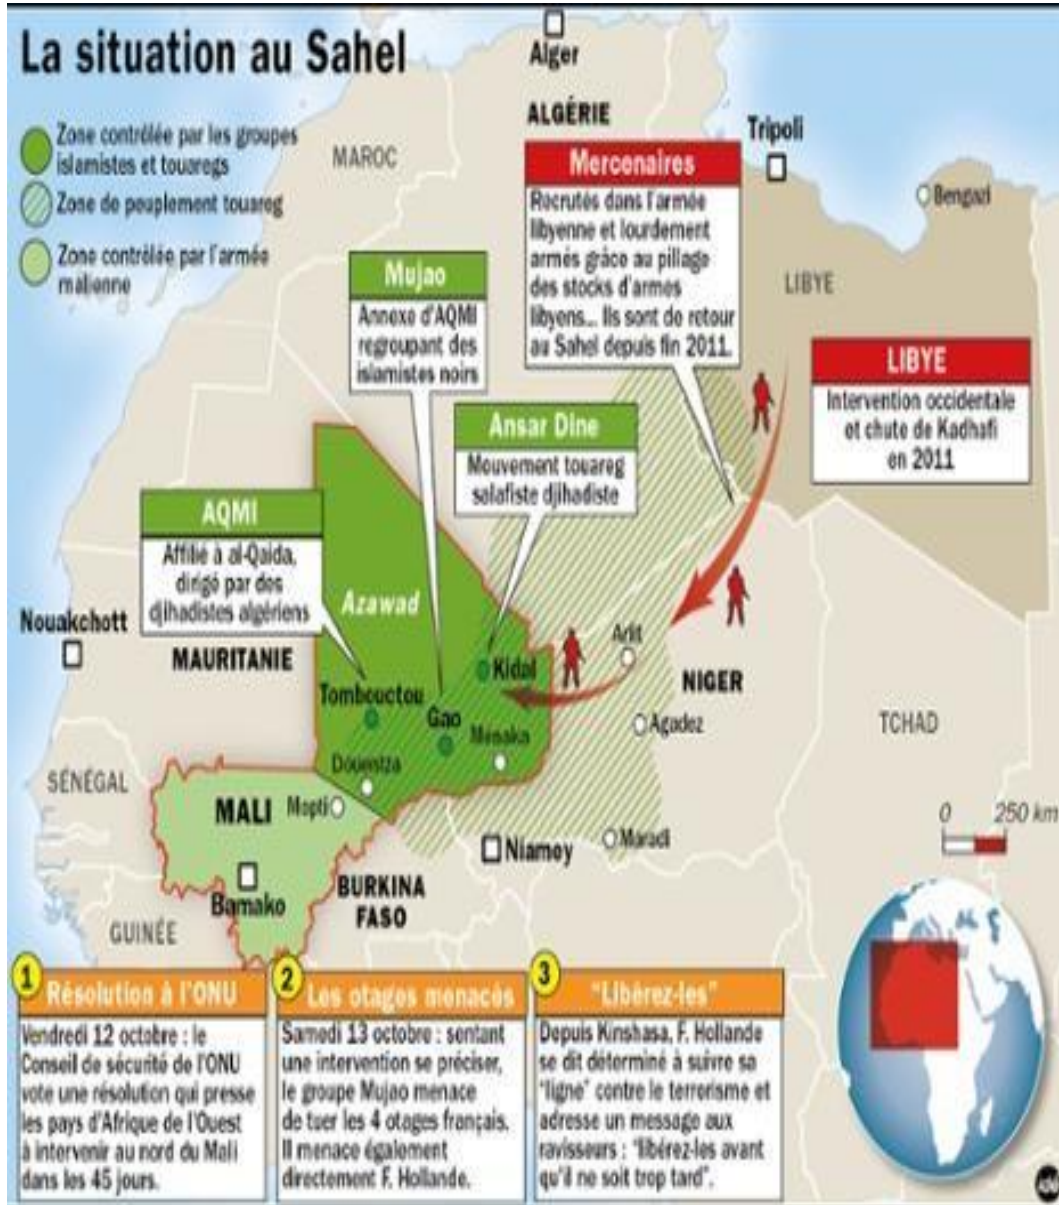 La situation au Sahel
Zone contrôlée par les groupes
islamistes et touaregs
Zone de peuplement touareg
Zone contrôlée par l'armée
malienne
Alger
ALGÉRIE
MAROC
Tripoli
Bengazi
LIBYE
Mercenaires
Recrutés dans l'armée
libyenne et lourdement
armés grâce au pillage
des stocks d'armes
libyens... Ils sont de retour
au Sahel depuis fin 2011.
Mujao
Annexe d'AQMI
regroupant des
islamistes noirs
LIBYE
Intervention occidentale
et chute de Kadhafi
en 2011
Ansar Dine
Mouvement touareg
salafiste djihadiste
AQMI
Affilié à al-Qaida,
dirigé par des
djihadistes algériens
Azawad
Nouakchott
MAURITANIE
Arlit
Kidal
NIGER
Tombouctou
Gao
Ménaka
Agadez
TCHAD
Douentza
SÉNÉGAL
MALI
Mopti
Niamey
Maradi
0 250 km
Bamako
BURKINA
FASO
GUINÉE
1
Résolution à l'ONU
Vendredi 12 octobre : le
Conseil de sécurité de l'ONU
vote une résolution qui presse
les pays d'Afrique de l'Ouest
à intervenir au nord du Mali
dans les 45 jours.
2
Les otages menacés
Samedi 13 octobre : sentant
une intervention se préciser,
le groupe Mujao menace
de tuer les 4 otages français.
Il menace également
directement F. Hollande.
3
"Libérez-les"
Depuis Kinshasa, F. Hollande
se dit déterminé à suivre sa
"ligne" contre le terrorisme et
adresse un message aux
ravisseurs : "libérez-les avant
qu'il ne soit trop tard".